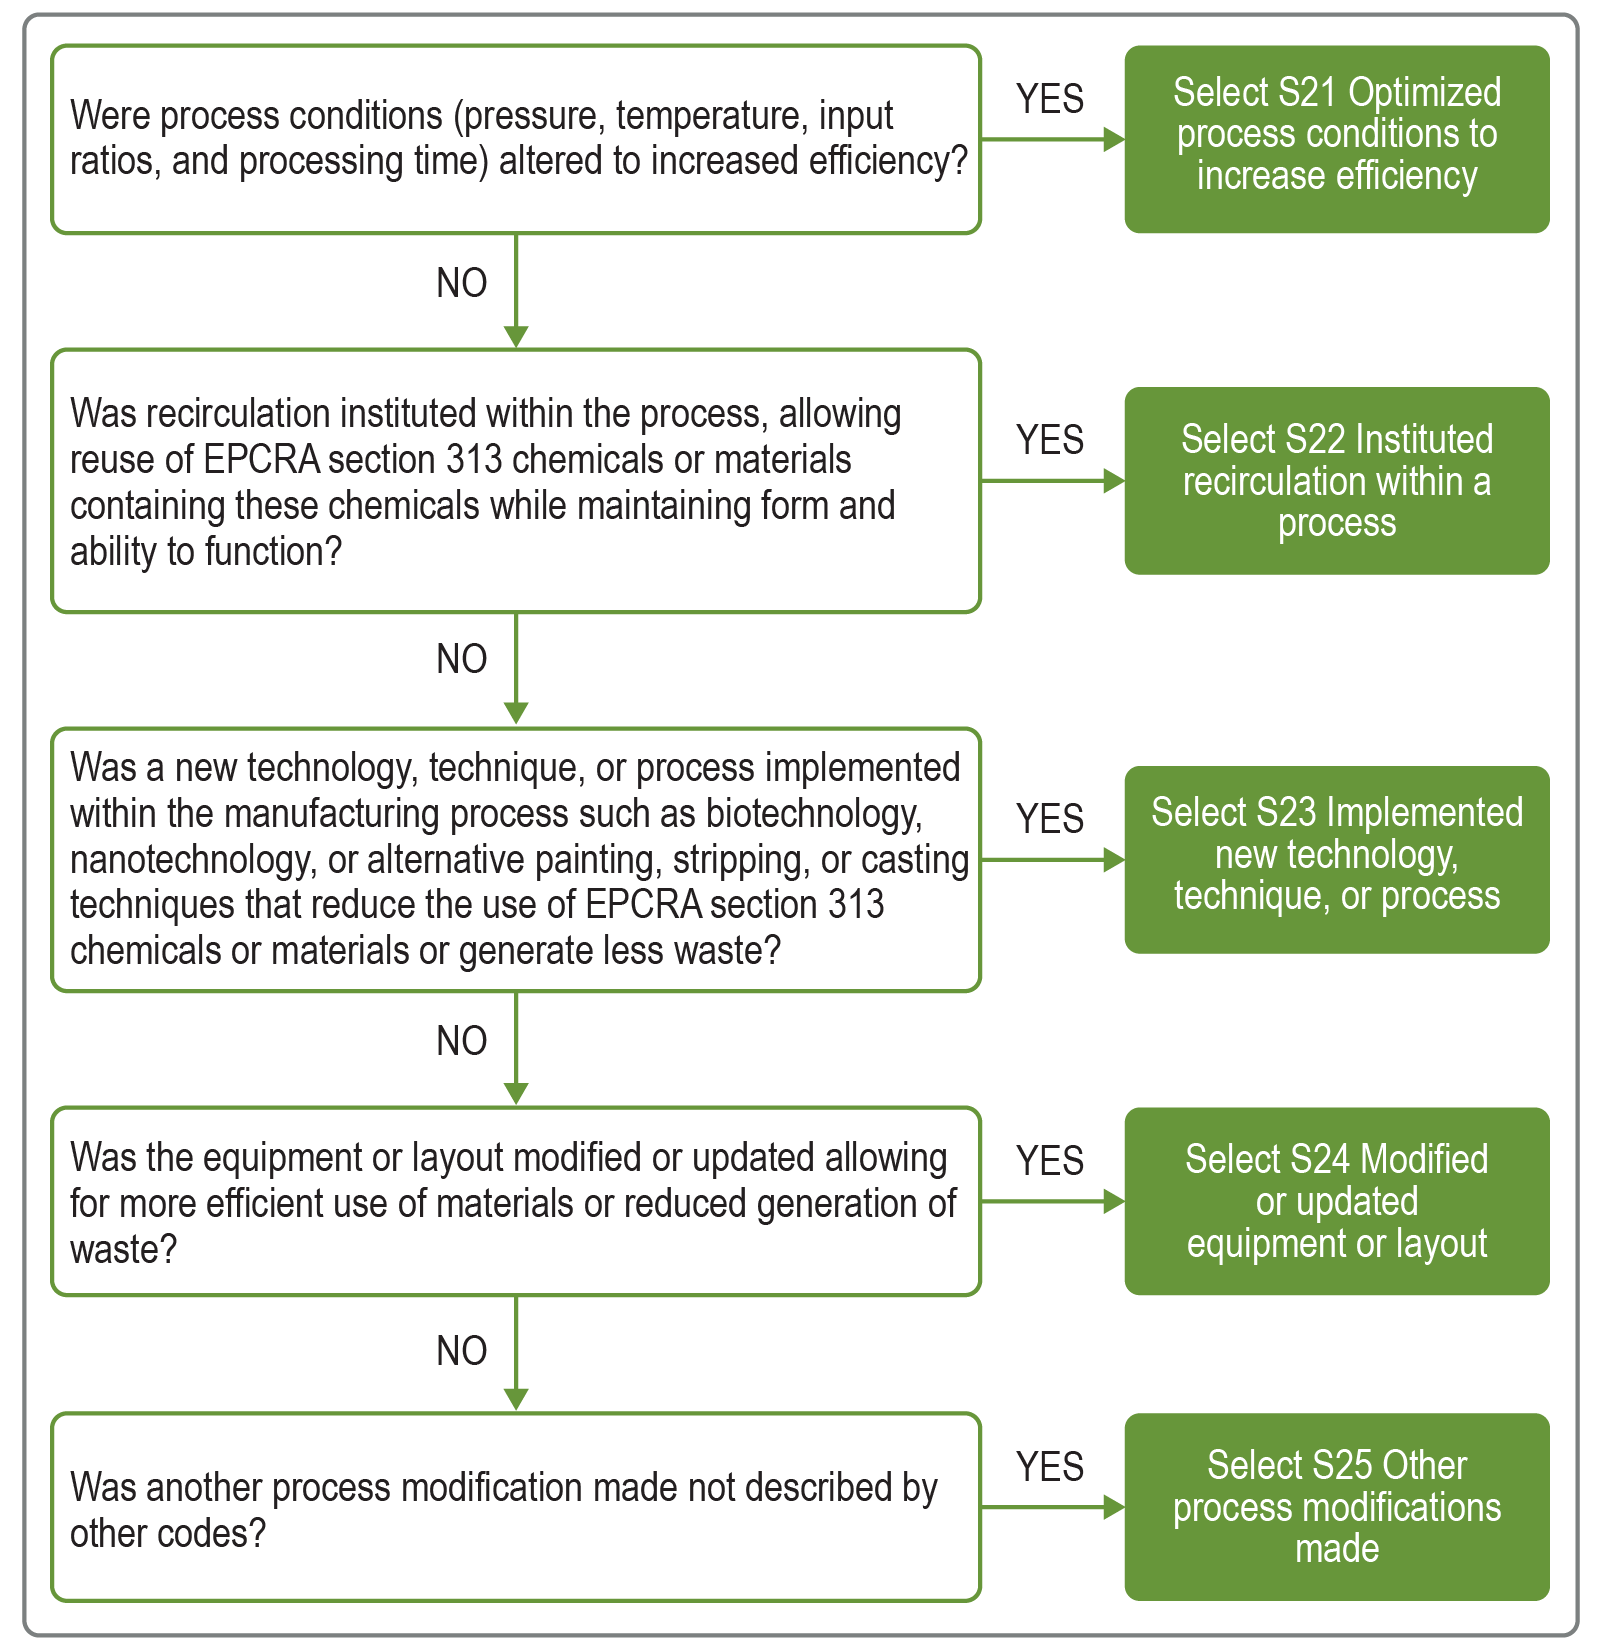 Were process conditions (pressure, temperature, input
ratios, and processing time) altered to increased efficiency?
YES
Select S21 Optimized
process conditions to
increase efficiency
NO
Was recirculation instituted within the process, allowing
reuse of EPCRA section 313 chemicals or materials
containing these chemicals while maintaining form and
ability to function?
YES
Select S22 Instituted
recirculation within a
process
NO
Was a new technology, technique, or process implemented
within the manufacturing process such as biotechnology,
nanotechnology, or alternative painting, stripping, or casting
techniques that reduce the use of EPCRA section 313
chemicals or materials or generate less waste?
YES
Select S23 Implemented
new technology,
technique, or process
NO
Was the equipment or layout modified or updated allowing
for more efficient use of materials or reduced generation of
waste?
YES
Select S24 Modified
or updated
equipment or layout
NO
Was another process modification made not described by
other codes?
YES
Select S25 Other
process modifications
made